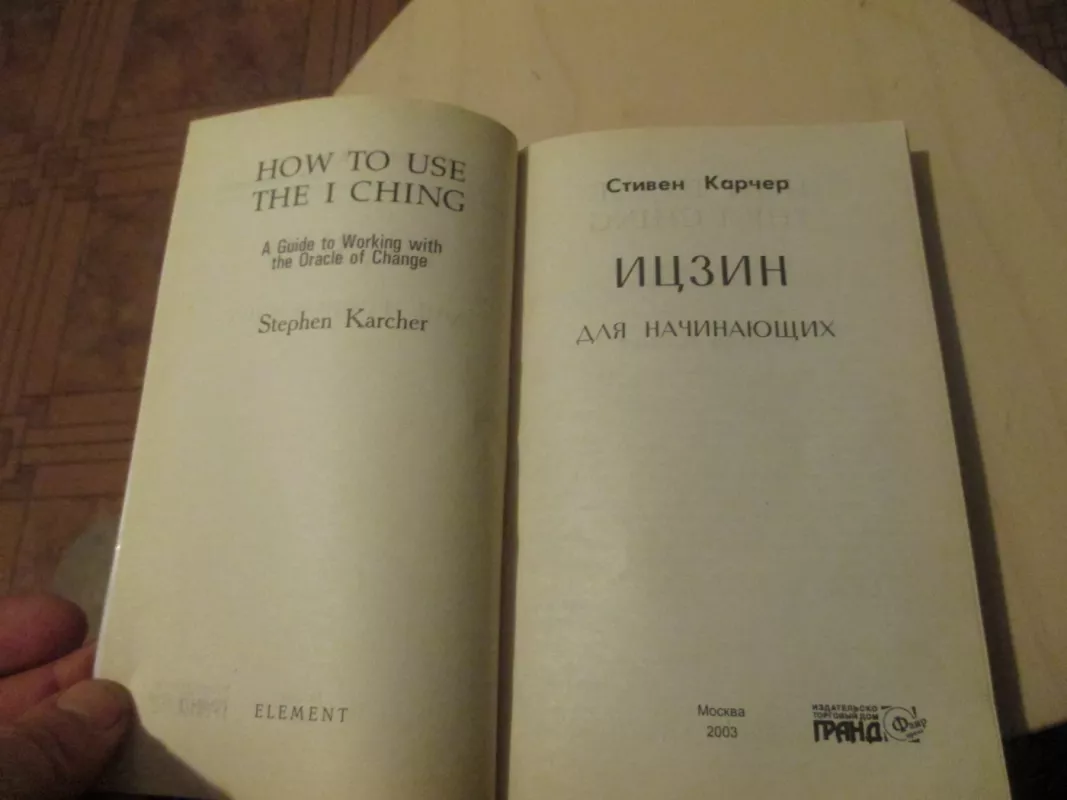 HOW TO USE
THE I CHING
A Guide to Working with
the Oracle of Change
Stephen Karcher
ELEMENT
Стивен Карчер
ИЦЗИН
ДЛЯ НАЧИНАЮЩИХ
Москва
2003
ИЗДАТЕЛЬСКО
ТОРГОВЫЙ ДОМ
ГРАНД
Фаир